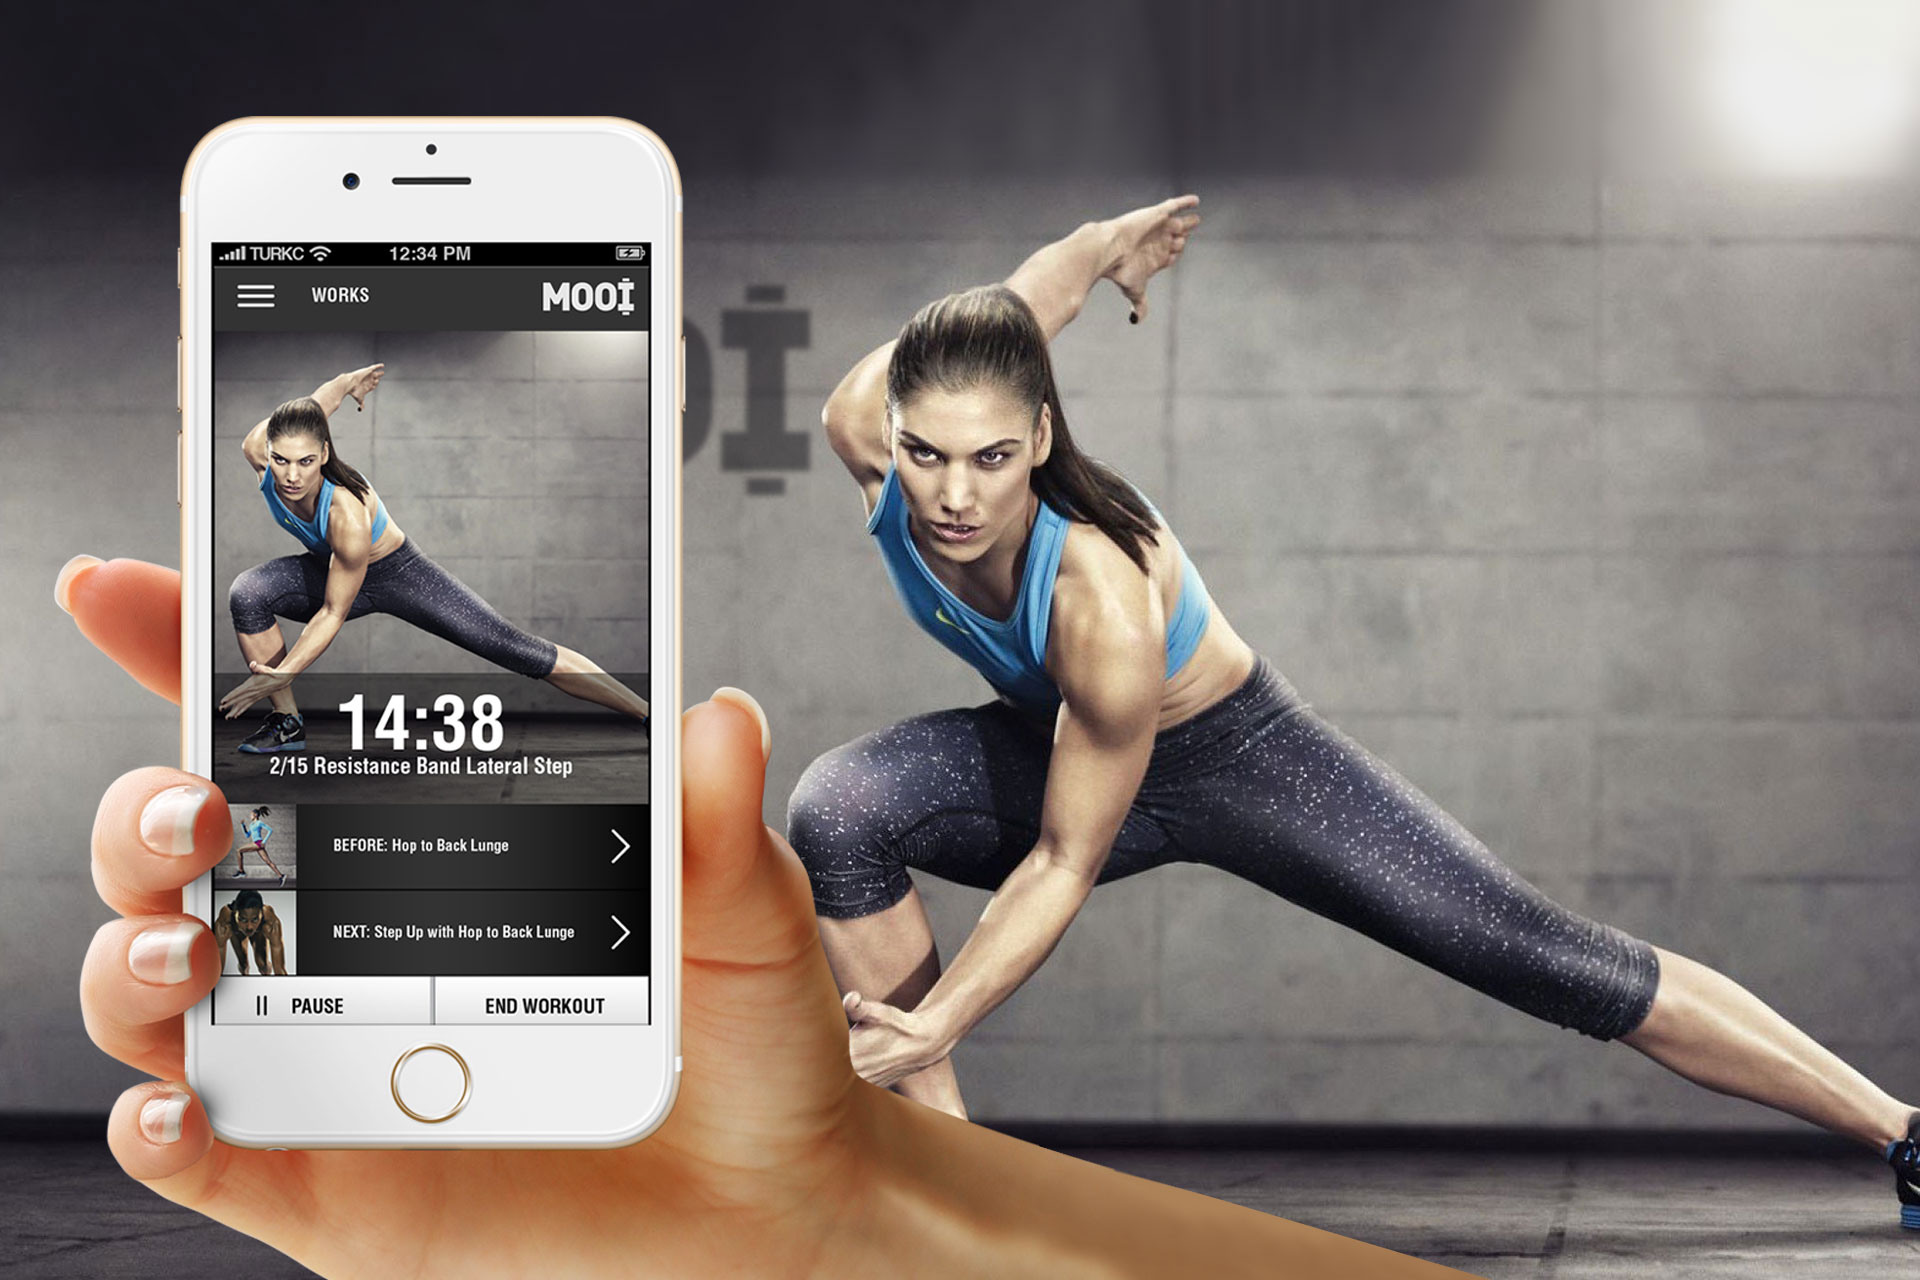 TURKC 12:34 PM
WORKS
MOOI
14:38
2/15 Resistance Band Lateral Step
BEFORE: Hop to Back Lunge
NEXT: Step Up with Hop to Back Lunge
PAUSE
END WORKOUT
OI